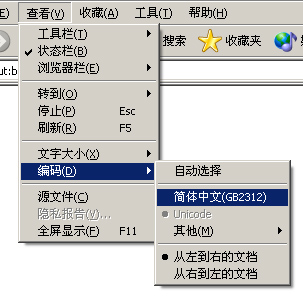 查看(V) 收藏(A) 工具(T) 帮助(H)
工具栏(T)
状态栏(B)
浏览器栏(E)
搜索 收藏夹
ut:b
转到(O)
停止(P) Esc
刷新(R) F5
文字大小(X)
编码(D)
自动选择
简体中文(GB2312)
Unicode
其他(M)
从左到右的文档
从右到左的文档
源文件(C)
隐私报告(V)...
全屏显示(F) F11